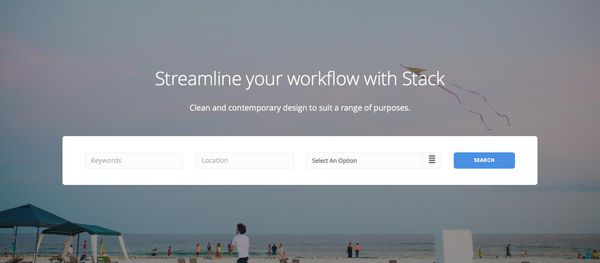 Streamline your workflow with Stack
Clean and contemporary design to suit a range of purposes.
Keywords
Location
Select An Option
SEARCH